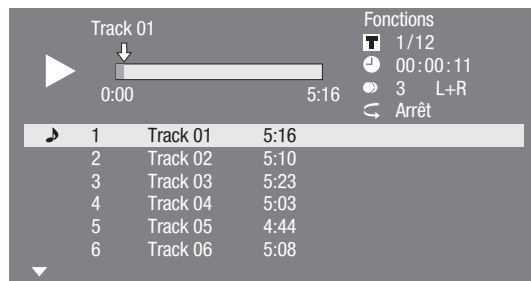 Track 01
0:00 5:16
Fonctions
T 1/12
00:00:11
3 L+R
Arrêt
1 Track 01 5:16
2 Track 02 5:10
3 Track 03 5:23
4 Track 04 5:03
5 Track 05 4:44
6 Track 06 5:08